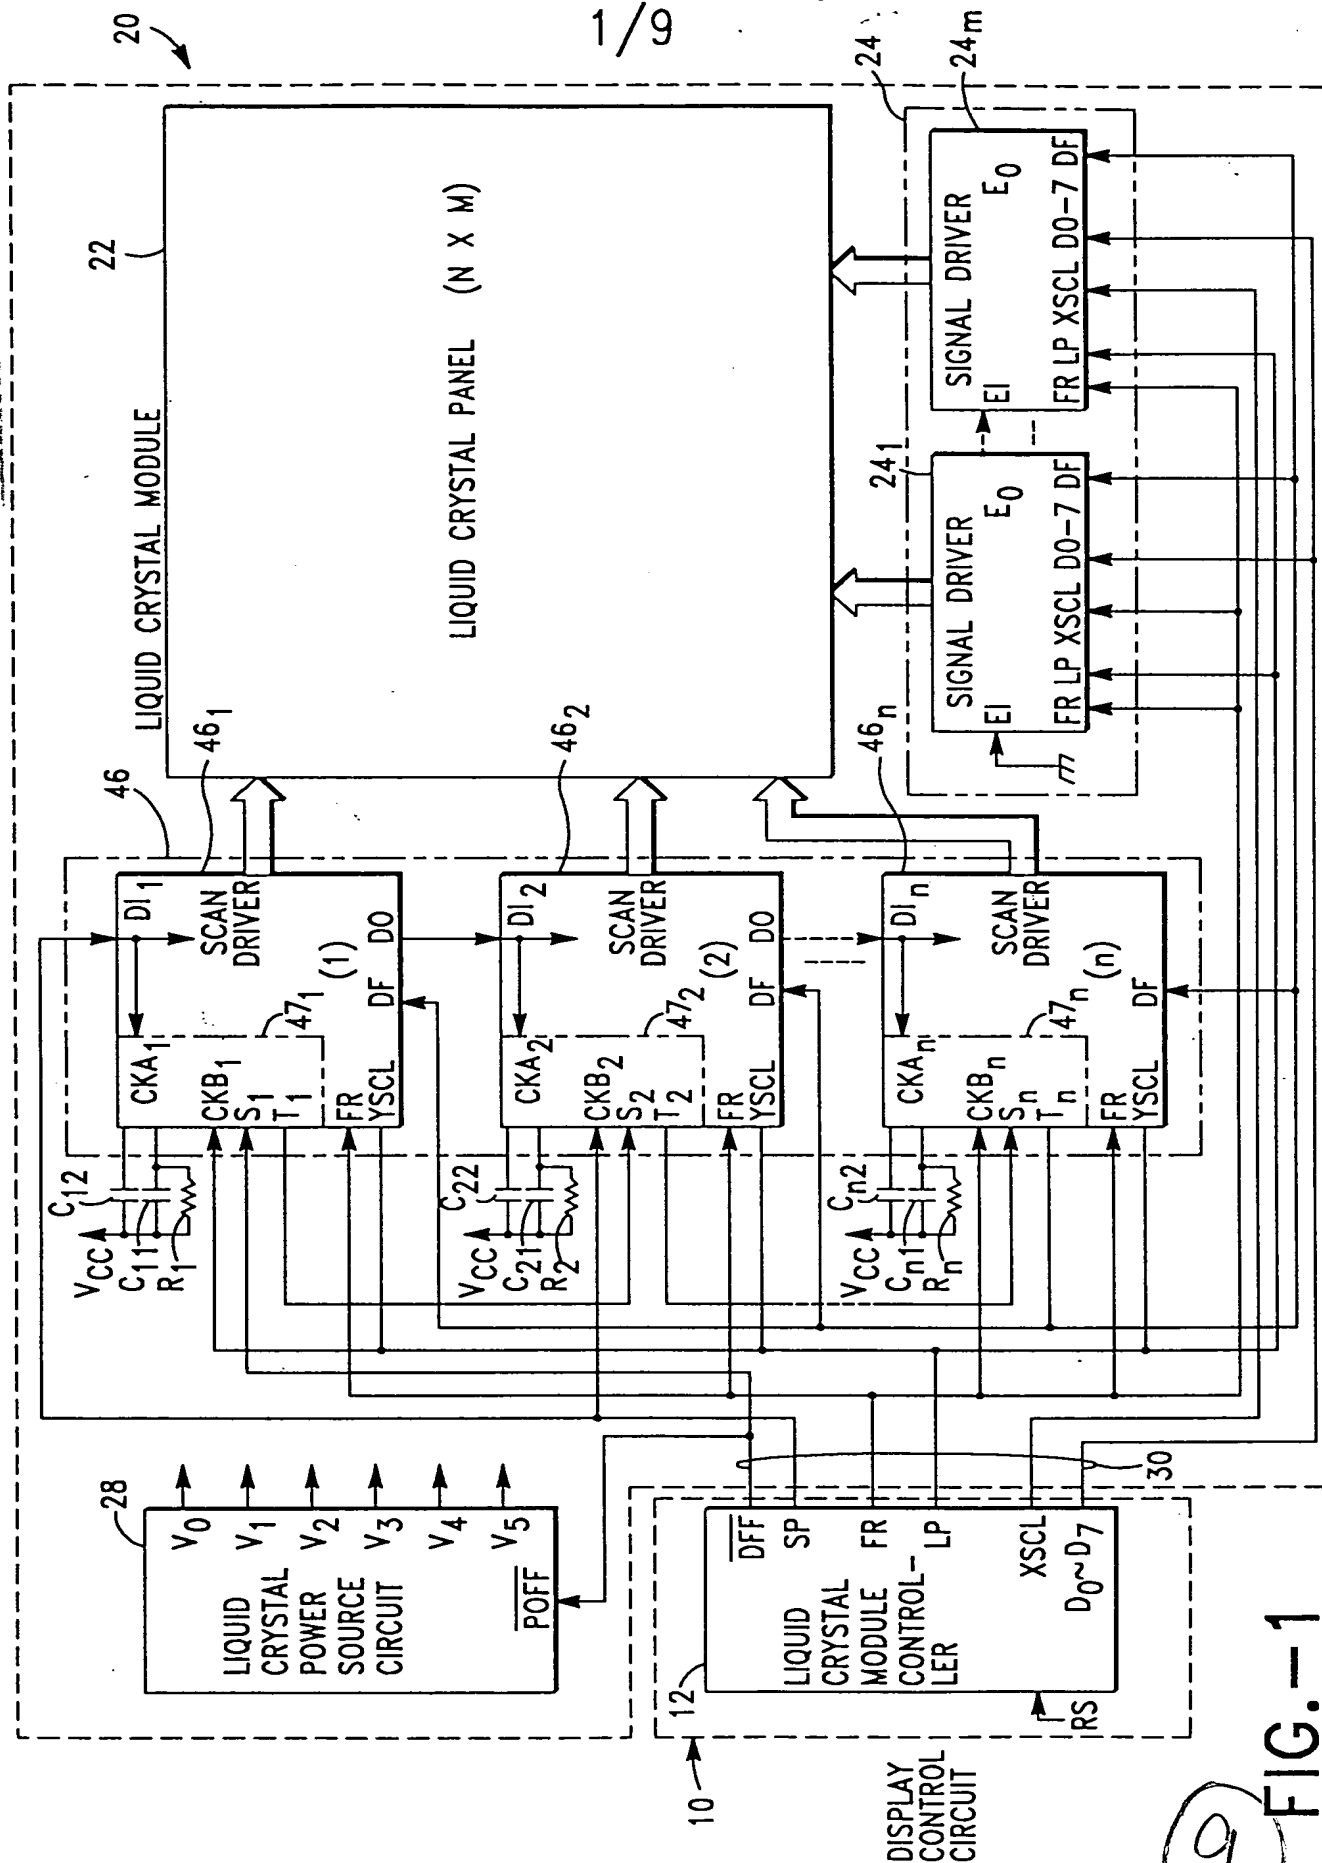 1/9
20
LIQUID CRYSTAL MODULE
22
LIQUID CRYSTAL PANEL (N X M)
28
LIQUID
CRYSTAL
POWER
SOURCE
CIRCUIT
V0
V1
V2
V3
V4
V5
POFF
46
461
DI1
SCAN
DRIVER
(1)
CKA1
CKB1
S1
T1
471
FR
YSCL
DF
DO
VCC
C12
C11
R1
462
DI2
SCAN
DRIVER
(2)
CKA2
CKB2
S2
T2
472
FR
YSCL
DF
DO
VCC
C22
C21
R2
46n
DIn
SCAN
DRIVER
(n)
CKAn
CKBn
Sn
Tn
47n
FR
YSCL
DF
VCC
Cn2
Cn1
Rn
24
241
SIGNAL DRIVER
EI
EO
FR LP XSCL DO-7 DF
24m
SIGNAL DRIVER
EI
EO
FR LP XSCL DO-7 DF
10
DISPLAY
CONTROL
CIRCUIT
12
LIQUID
CRYSTAL
MODULE
CONTROL-
LER
DFF
SP
FR
LP
XSCL
D0~D7
RS
30
FIG.-1
9